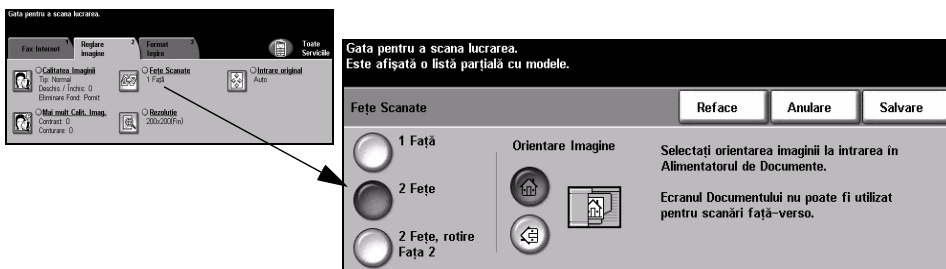 Gata pentru a scana lucrarea.
Fax Internet 1
Reglare imagine 2
Format Ieșire 3
Toate Serviciile
Calitatea Imaginii
Tip: Normal
Deschis / Închis: 0
Eliminare Fond: Pornit
Fețe Scanate
1 Față
Intrare original
Auto
Mai mult Calit. Imag.
Contrast: 0
Conturare: 0
Rezoluție
200x200(Fin)
Gata pentru a scana lucrarea.
Este afișată o listă parțială cu modele.
Fețe Scanate
Reface
Anulare
Salvare
1 Față
2 Fețe
2 Fețe, rotire
Fața 2
Orientare Imagine
Selectați orientarea imaginii la intrarea în
Alimentatorul de Documente.
Ecranul Documentului nu poate fi utilizat
pentru scanări față-verso.